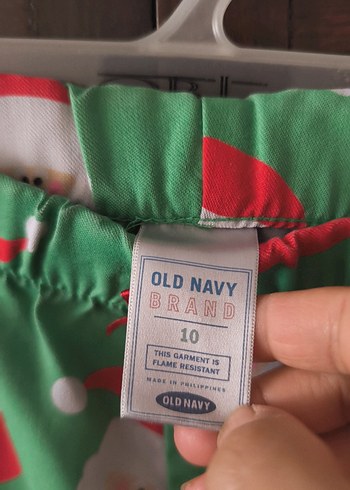 OLD NAVY
BRAND
10
THIS GARMENT IS
FLAME RESISTANT
MADE IN PHILIPPINES
OLD NAVY